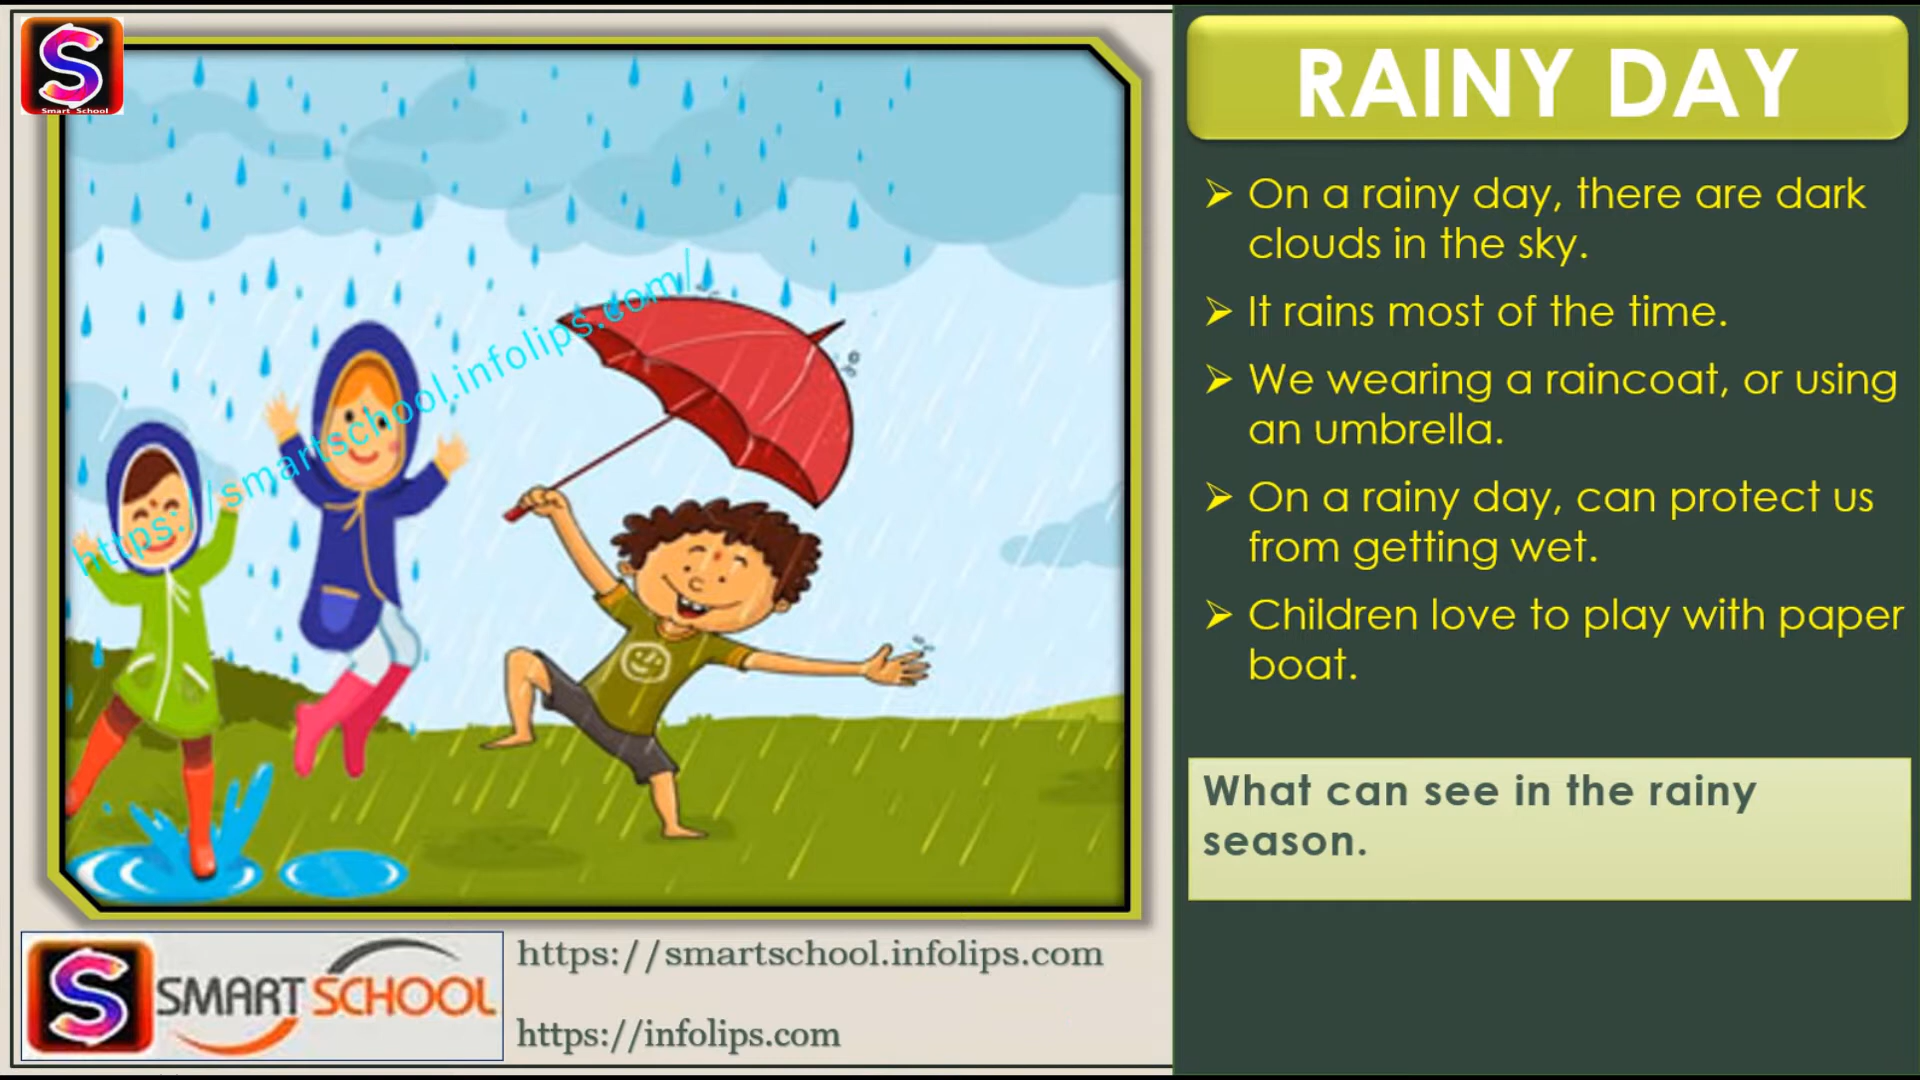 S
Smart School
RAINY DAY
➢ On a rainy day, there are dark
clouds in the sky.
➢ It rains most of the time.
➢ We wearing a raincoat, or using
an umbrella.
➢ On a rainy day, can protect us
from getting wet.
➢ Children love to play with paper
boat.
What can see in the rainy
season.
https://smartschool.infolips.com/
S
SMART SCHOOL
https://smartschool.infolips.com
https://infolips.com